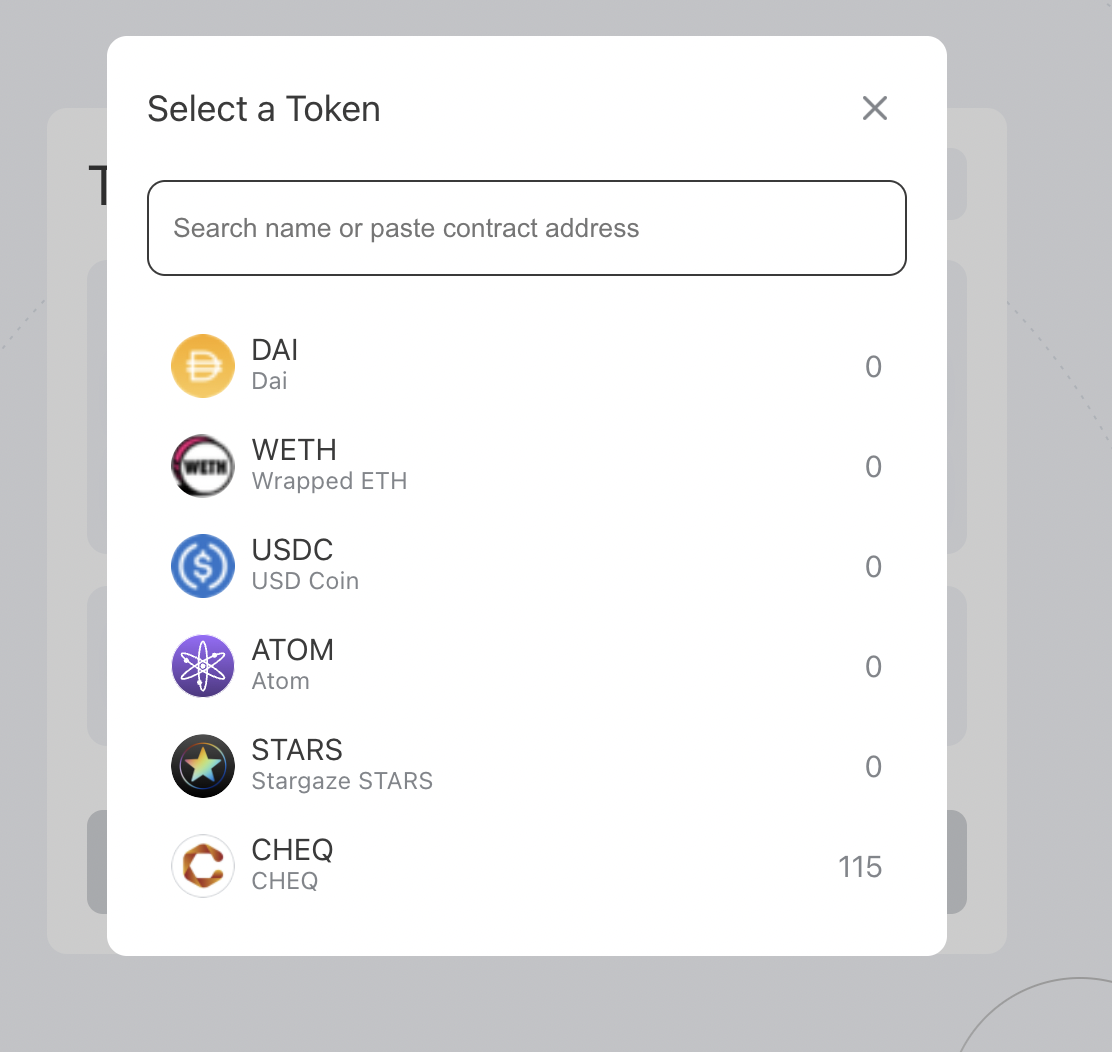 Select a Token
T
Search name or paste contract address
DAI
Dai
0
WETH
WETH
Wrapped ETH
0
USDC
USD Coin
0
ATOM
Atom
0
STARS
Stargaze STARS
0
CHEQ
CHEQ
115